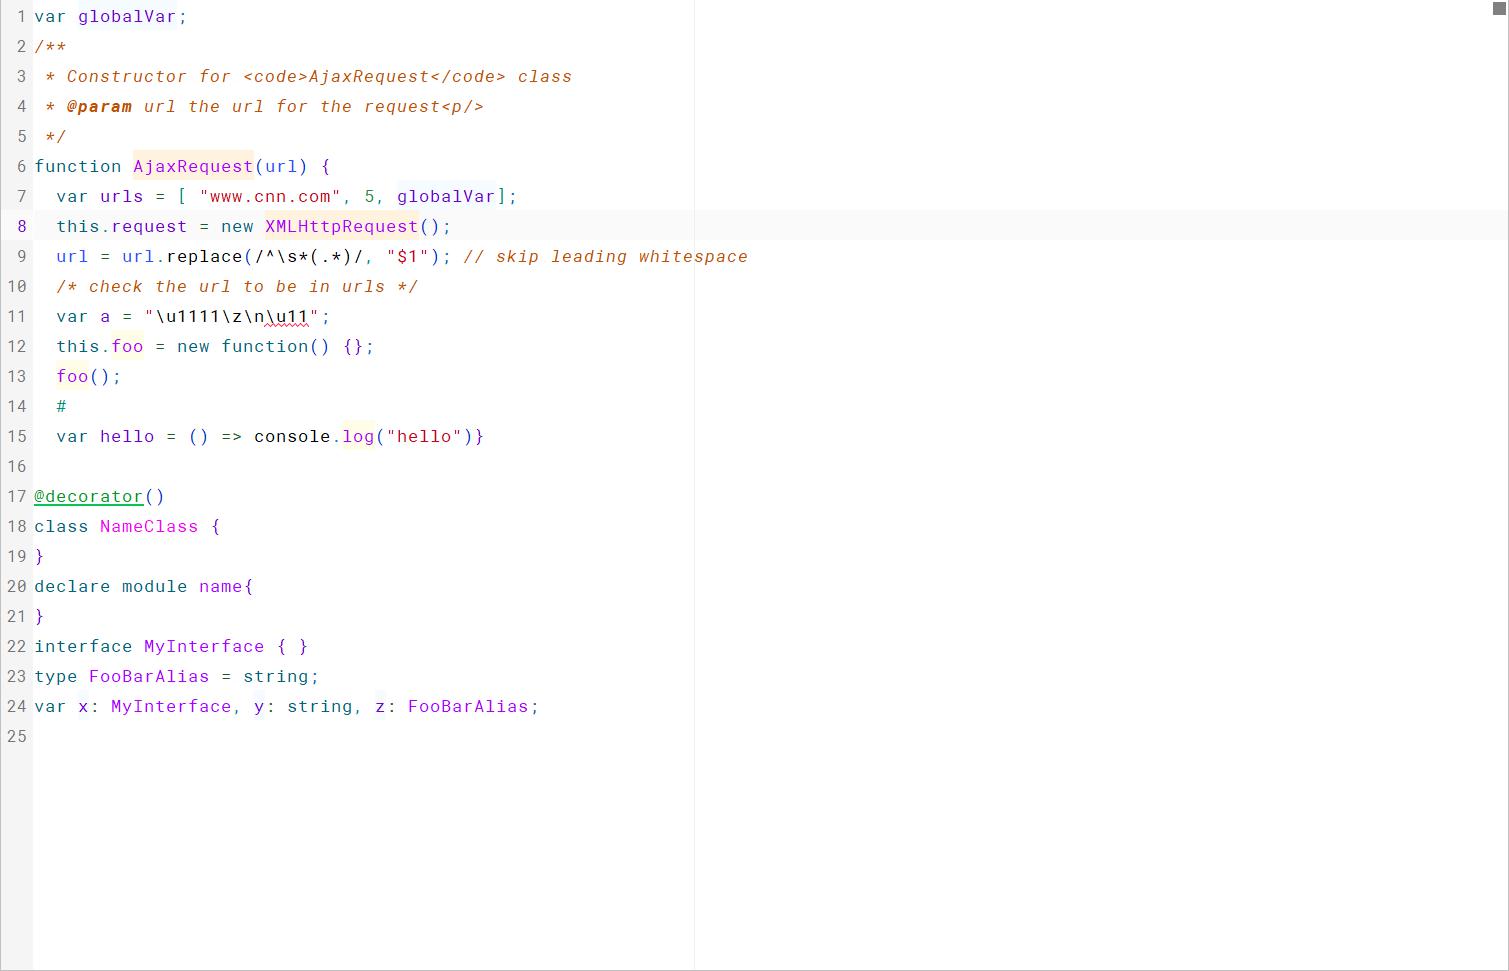 1 var globalVar;
2 /**
3  * Constructor for <code>AjaxRequest</code> class
4  * @param url the url for the request<p/>
5  */
6 function AjaxRequest(url) {
7   var urls = [ "www.cnn.com", 5, globalVar];
8   this.request = new XMLHttpRequest();
9   url = url.replace(/^\s*(.*)/, "$1"); // skip leading whitespace
10   /* check the url to be in urls */
11   var a = "\u1111\z\n\u11";
12   this.foo = new function() {};
13   foo();
14   #
15   var hello = () => console.log("hello")}
16
17 @decorator()
18 class NameClass {
19 }
20 declare module name{
21 }
22 interface MyInterface { }
23 type FooBarAlias = string;
24 var x: MyInterface, y: string, z: FooBarAlias;
25